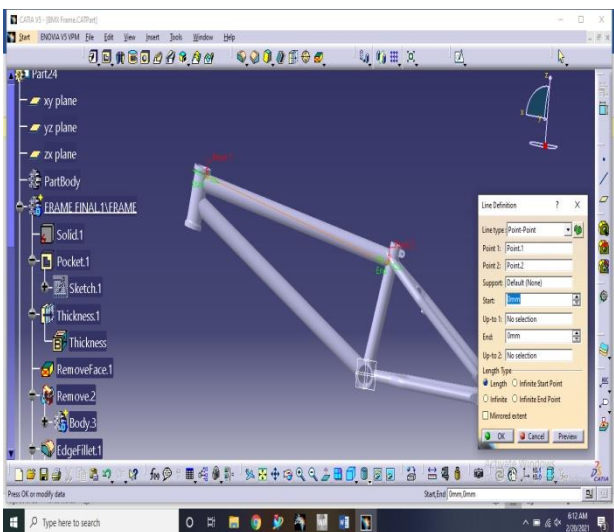 CATIA V5 - [BMX Frame.CATPart]
Start ENOVIA V5 VPM File Edit View Insert Tools Window Help
Part24
xy plane
yz plane
zx plane
PartBody
FRAME FINAL.1\FRAME
Solid.1
Pocket.1
Sketch.1
Thickness.1
Thickness
RemoveFace.1
Remove.2
Body.3
EdgeFillet.1
Line Definition ? X
Line type : Point-Point
Point 1: Point.1
Point 2: Point.2
Support: Default (None)
Start: 0mm
Up-to 1: No selection
End: 0mm
Up-to 2: No selection
Length Type
Length Infinite Start Point
Infinite Infinite End Point
Mirrored extent
OK Cancel Preview
Press OK or modify data
Start,End 0mm,0mm
CATIA
Type here to search
6:12 AM
2/20/2021